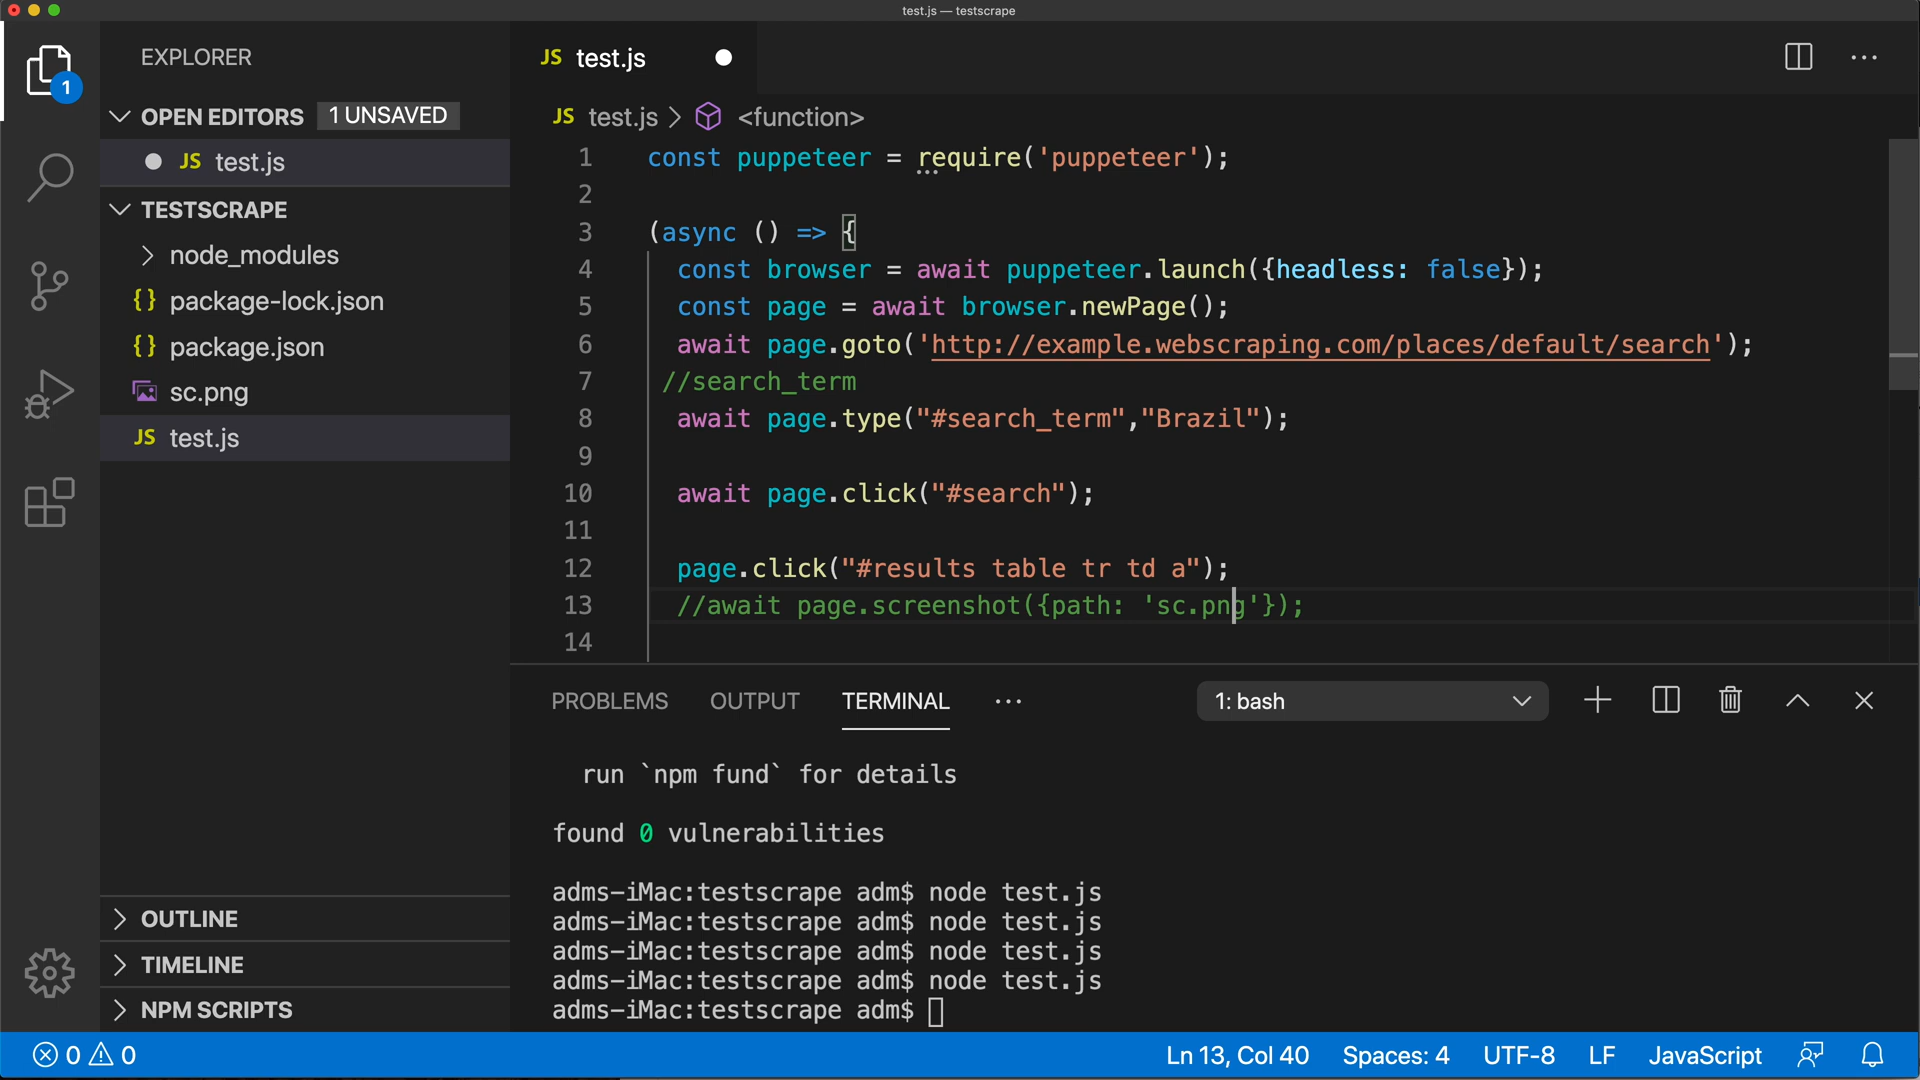 test.js — testscrape
EXPLORER
OPEN EDITORS 1 UNSAVED
JS test.js
TESTSCRAPE
node_modules
{} package-lock.json
{} package.json
sc.png
JS test.js
OUTLINE
TIMELINE
NPM SCRIPTS
1
JS test.js
JS test.js > <function>
1 const puppeteer = require('puppeteer');
2
3 (async () => {
4 const browser = await puppeteer.launch({headless: false});
5 const page = await browser.newPage();
6 await page.goto('http://example.webscraping.com/places/default/search');
7 //search_term
8 await page.type("#search_term","Brazil");
9
10 await page.click("#search");
11
12 page.click("#results table tr td a");
13 //await page.screenshot({path: 'sc.png'});
14
PROBLEMS OUTPUT TERMINAL ··· 1: bash
run `npm fund` for details
found 0 vulnerabilities
adms-iMac:testscrape adm$ node test.js
adms-iMac:testscrape adm$ node test.js
adms-iMac:testscrape adm$ node test.js
adms-iMac:testscrape adm$ node test.js
adms-iMac:testscrape adm$
0 0 Ln 13, Col 40 Spaces: 4 UTF-8 LF JavaScript